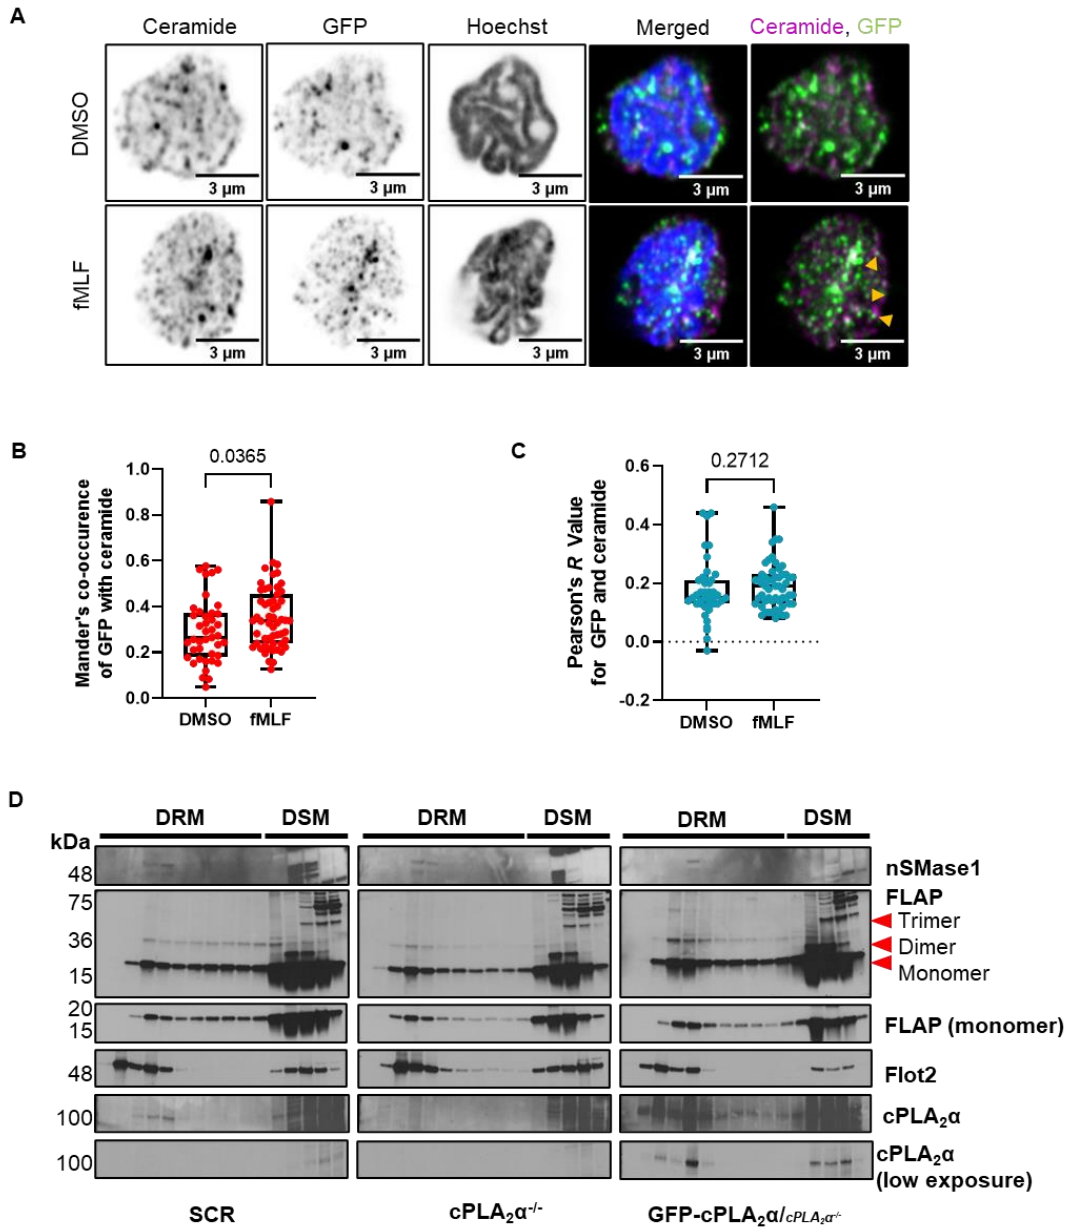 A
Ceramide GFP Hoechst Merged Ceramide, GFP
DMSO
3 µm 3 µm 3 µm 3 µm 3 µm
fMLF
3 µm 3 µm 3 µm 3 µm 3 µm
B
0.0365
Mander's co-occurence
of GFP with ceramide
1.0
0.8
0.6
0.4
0.2
0.0
DMSO fMLF
C
0.2712
Pearson's R Value
for GFP and ceramide
0.6
0.4
0.2
0.0
-0.2
DMSO fMLF
D
DRM DSM DRM DSM DRM DSM
kDa
48 nSMase1
75 FLAP
Trimer
36 Dimer
15 Monomer
20
15 FLAP (monomer)
48 Flot2
100 cPLA₂α
100 cPLA₂α
(low exposure)
SCR cPLA₂α⁻/⁻ GFP-cPLA₂α/cPLA₂α⁻/⁻